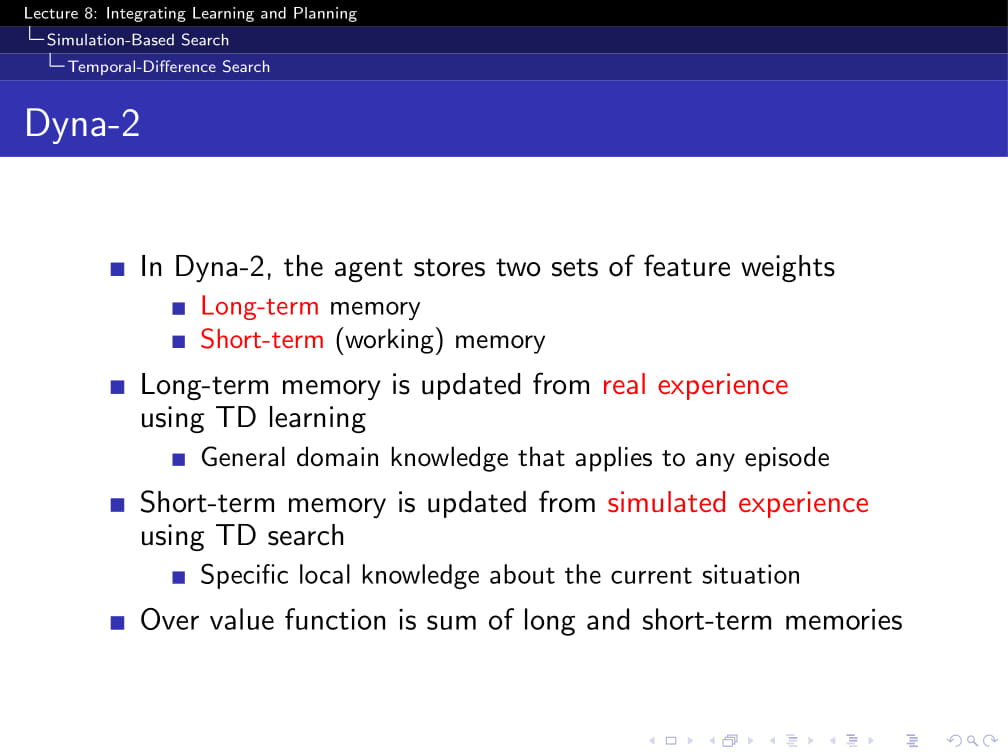 Lecture 8: Integrating Learning and Planning
Simulation-Based Search
Temporal-Difference Search
Dyna-2
In Dyna-2, the agent stores two sets of feature weights
Long-term memory
Short-term (working) memory
Long-term memory is updated from real experience
using TD learning
General domain knowledge that applies to any episode
Short-term memory is updated from simulated experience
using TD search
Specific local knowledge about the current situation
Over value function is sum of long and short-term memories